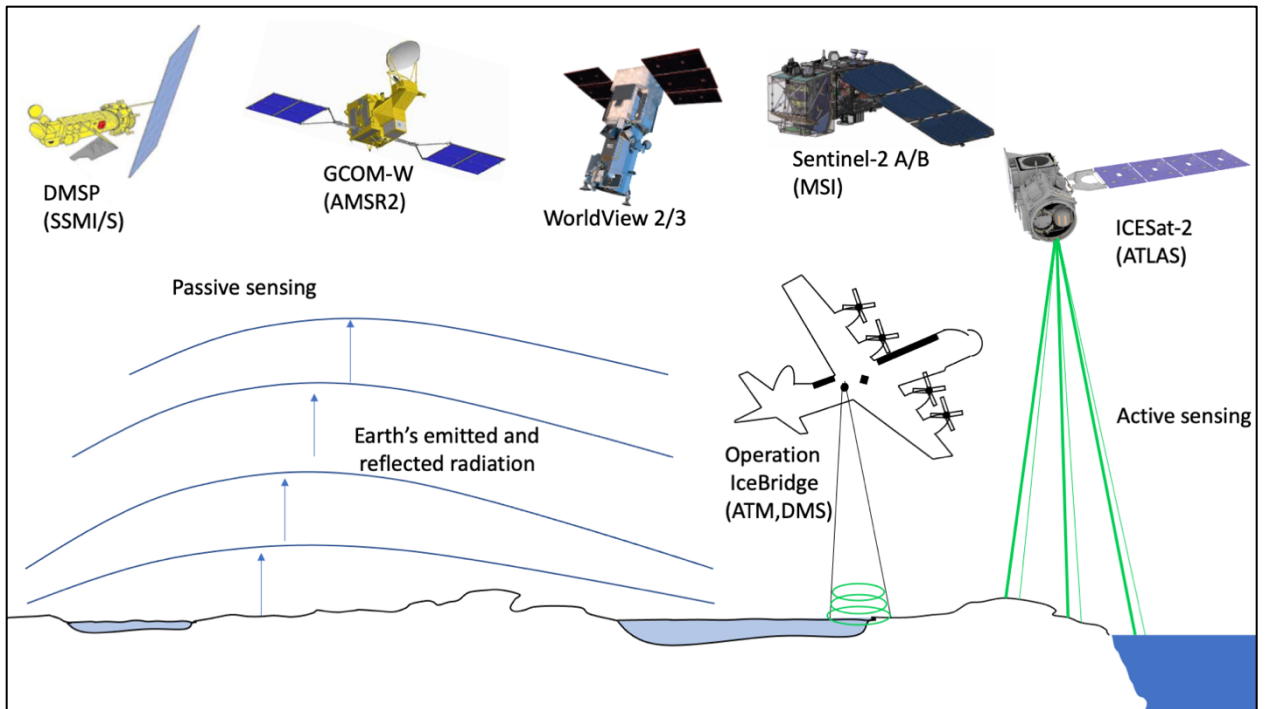 DMSP
(SSMI/S)
GCOM-W
(AMSR2)
WorldView 2/3
Sentinel-2 A/B
(MSI)
ICESat-2
(ATLAS)
Passive sensing
Earth's emitted and
reflected radiation
Operation
IceBridge
(ATM,DMS)
Active sensing